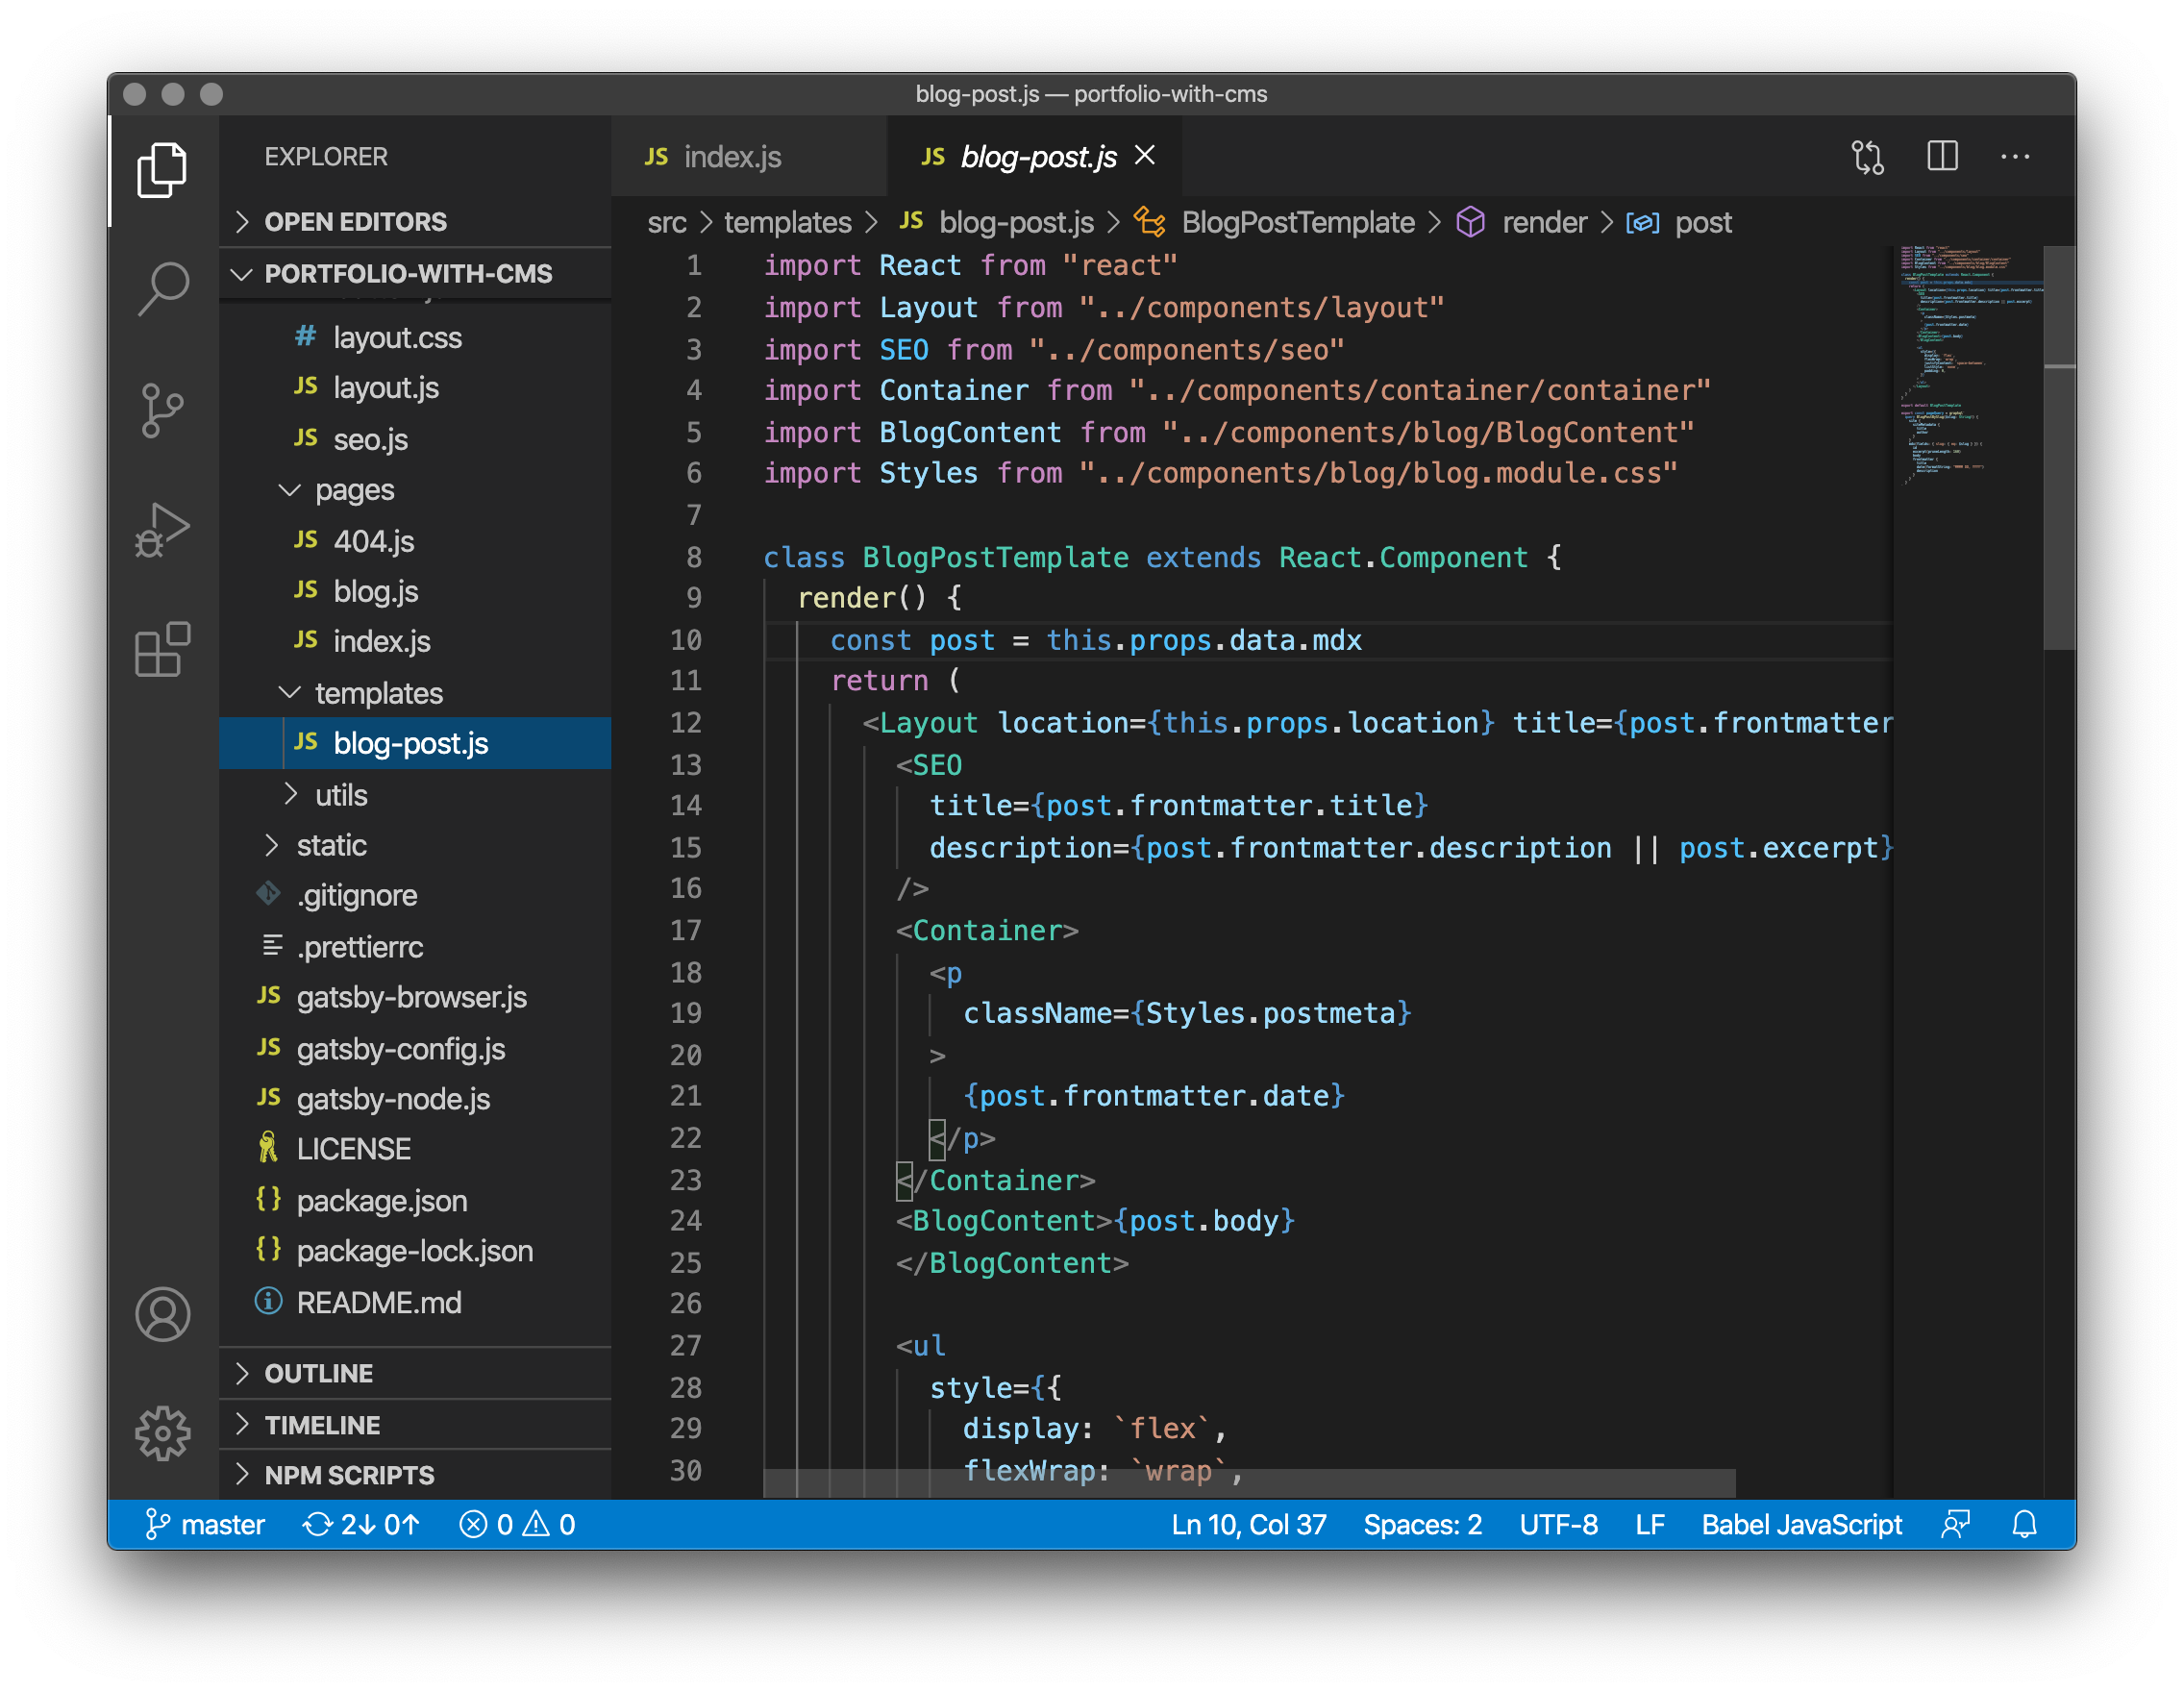 blog-post.js — portfolio-with-cms
EXPLORER
OPEN EDITORS
PORTFOLIO-WITH-CMS
# layout.css
JS layout.js
JS seo.js
pages
JS 404.js
JS blog.js
JS index.js
templates
JS blog-post.js
utils
static
.gitignore
.prettierrc
JS gatsby-browser.js
JS gatsby-config.js
JS gatsby-node.js
LICENSE
{} package.json
{} package-lock.json
README.md
OUTLINE
TIMELINE
NPM SCRIPTS
JS index.js
JS blog-post.js
src > templates > JS blog-post.js > BlogPostTemplate > render > post
1 import React from "react"
2 import Layout from "../components/layout"
3 import SEO from "../components/seo"
4 import Container from "../components/container/container"
5 import BlogContent from "../components/blog/BlogContent"
6 import Styles from "../components/blog/blog.module.css"
7
8 class BlogPostTemplate extends React.Component {
9 render() {
10 const post = this.props.data.mdx
11 return (
12 <Layout location={this.props.location} title={post.frontmatter
13 <SEO
14 title={post.frontmatter.title}
15 description={post.frontmatter.description || post.excerpt}
16 />
17 <Container>
18 <p
19 className={Styles.postmeta}
20 >
21 {post.frontmatter.date}
22 </p>
23 </Container>
24 <BlogContent>{post.body}
25 </BlogContent>
26
27 <ul
28 style={{
29 display: `flex`,
30 flexWrap: `wrap`,
master 2↓ 0↑ 0 0 Ln 10, Col 37 Spaces: 2 UTF-8 LF Babel JavaScript